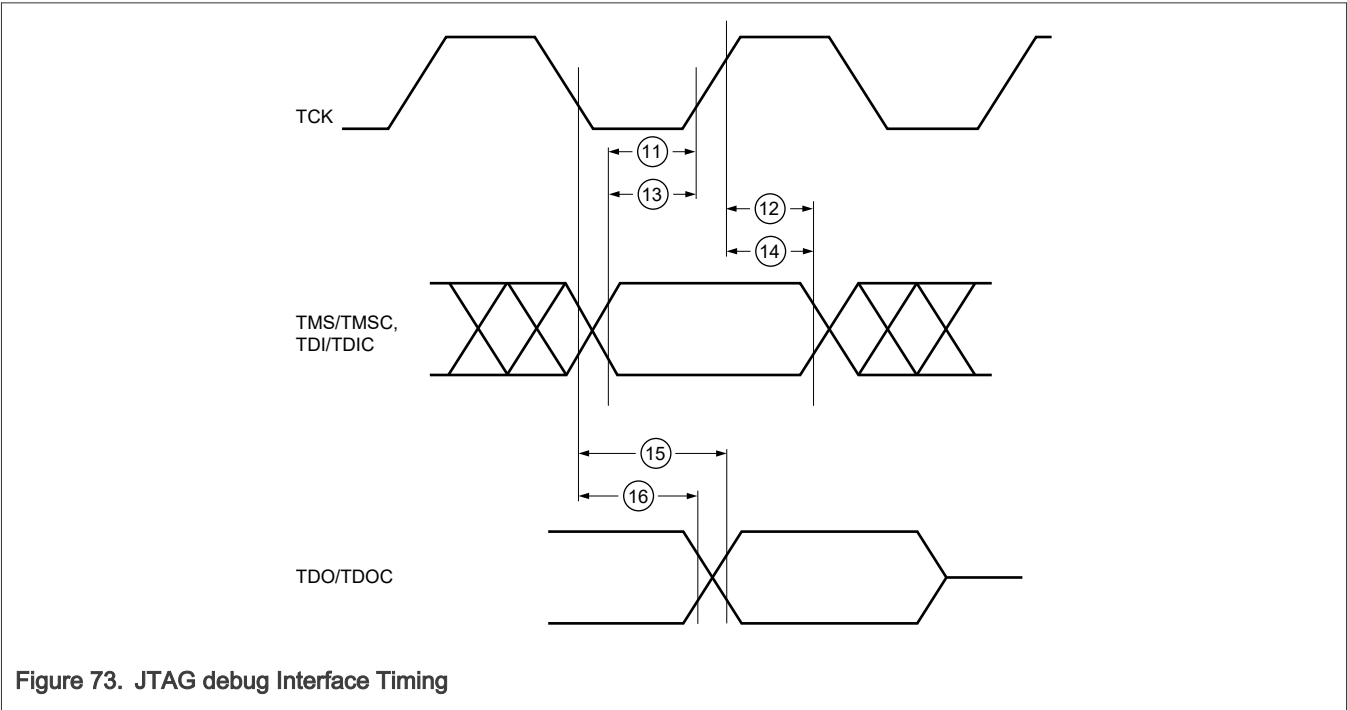 TCK
11
13
12
14
TMS/TMSC,
TDI/TDIC
15
16
TDO/TDOC
Figure 73. JTAG debug Interface Timing